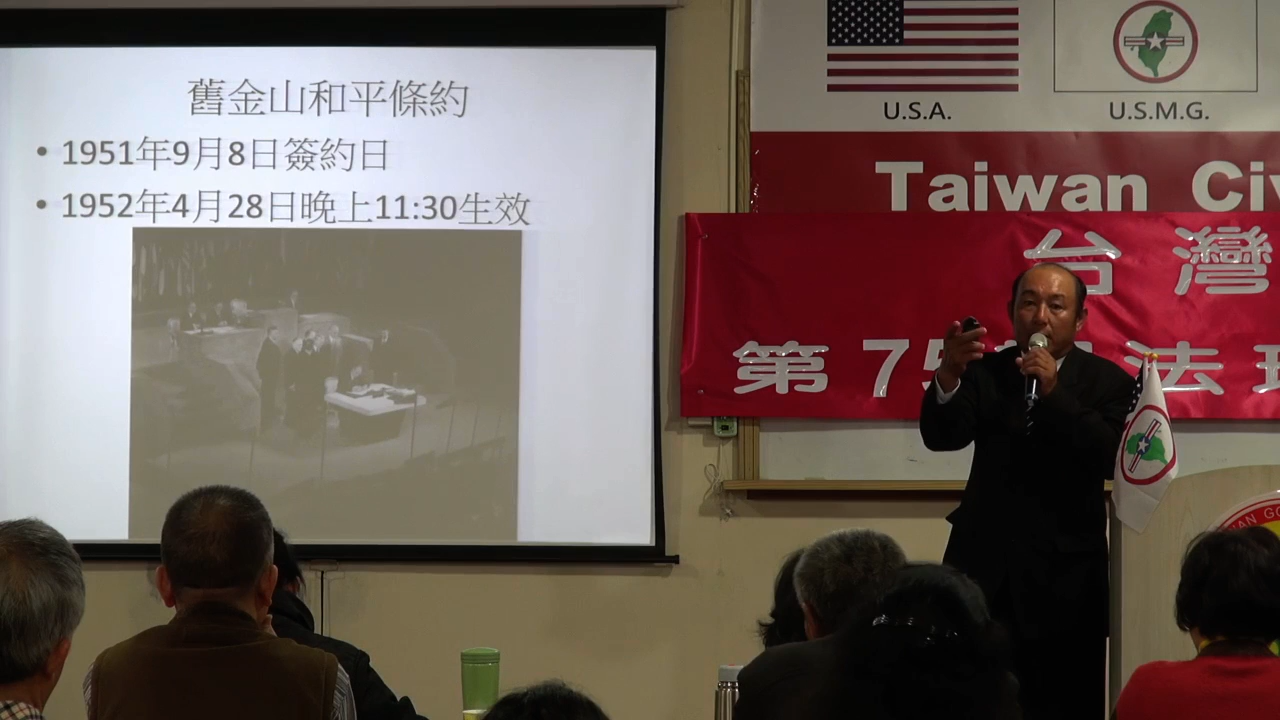 舊金山和平條約
• 1951年9月8日簽約日
• 1952年4月28日晚上11:30生效
U.S.A.
U.S.M.G.
Taiwan Civ
台灣
第75 法